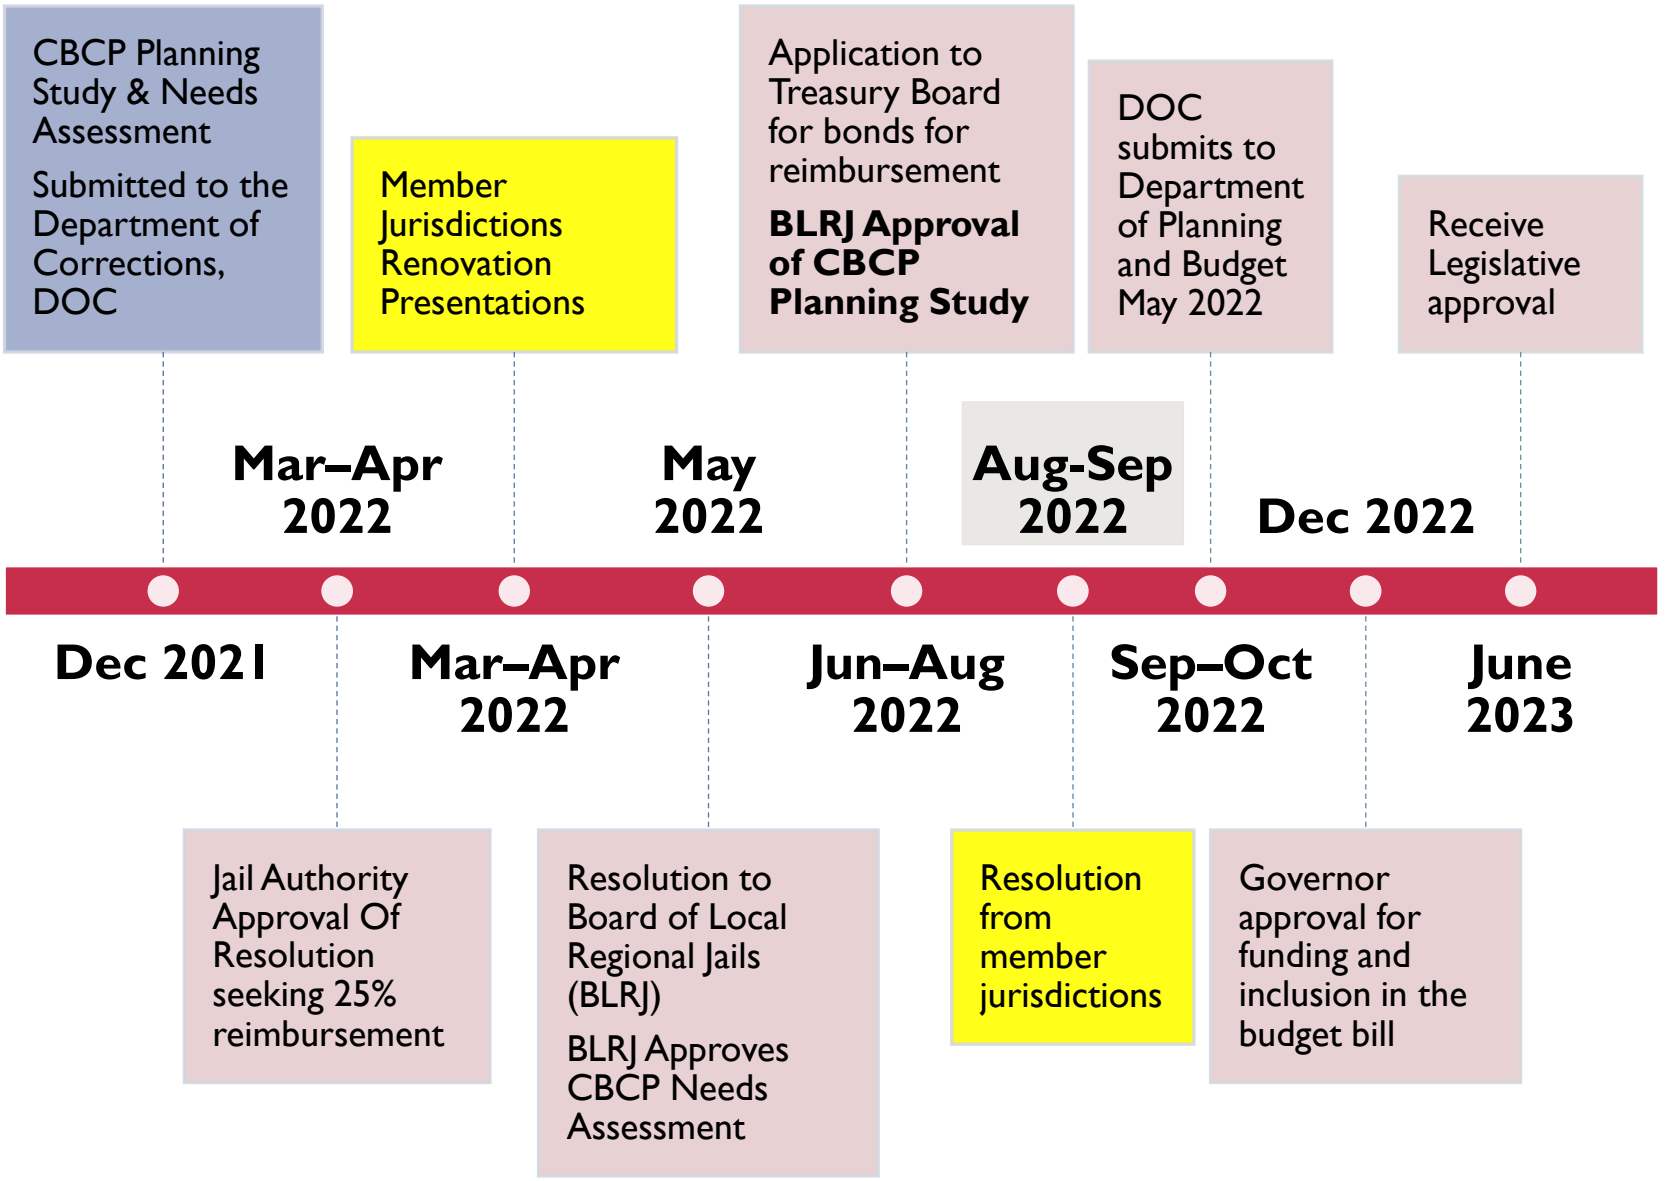 CBCP Planning
Study & Needs
Assessment
Submitted to the
Department of
Corrections,
DOC
Member
Jurisdictions
Renovation
Presentations
Application to
Treasury Board
for bonds for
reimbursement
BLRJ Approval
of CBCP
Planning Study
DOC
submits to
Department
of Planning
and Budget
May 2022
Receive
Legislative
approval
Mar–Apr
2022
May
2022
Aug-Sep
2022
Dec 2022
Dec 2021
Mar–Apr
2022
Jun–Aug
2022
Sep–Oct
2022
June
2023
Jail Authority
Approval Of
Resolution
seeking 25%
reimbursement
Resolution to
Board of Local
Regional Jails
(BLRJ)
BLRJ Approves
CBCP Needs
Assessment
Resolution
from
member
jurisdictions
Governor
approval for
funding and
inclusion in the
budget bill